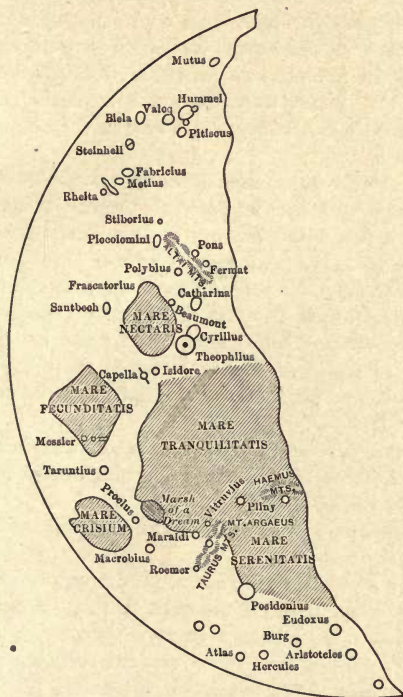 Mutus
Hummel
Valoq
Biela
Pitiscus
Steinheil
Fabricius
Metius
Rheita
Stiborius
Piccolomini
Pons
ALTAI MTS.
Fermat
Polybius
Frascatorius
Catharina
Santbech
Beaumont
MARE
NECTARIS
Cyrillus
Theophilus
Isidore
Capella
MARE
FECUNDITATIS
MARE
TRANQUILITATIS
Messier
Taruntius
HAEMUS
MTS.
Proclus
Marsh
of a
Dream
Vitruvius
Pliny
MARE
CRISIUM
MT. ARGAEUS
Maraldi
MARE
SERENITATIS
Macrobius
TAURUS MTS.
Roemer
Posidonius
Eudoxus
Burg
Atlas
Aristoteles
Hercules